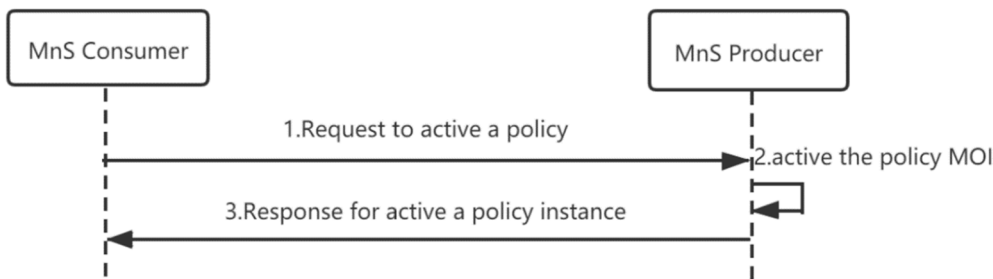 MnS Consumer
MnS Producer
1.Request to active a policy
2.active the policy MOI
3.Response for active a policy instance